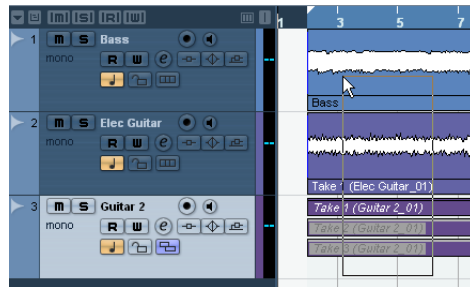 M S R W
1 3 5 7
1 M S Bass
mono R W e
Bass
2 M S Elec Guitar
mono R W e
Take 1 (Elec Guitar_01)
3 M S Guitar 2
mono R W e
Take 1 (Guitar 2_01)
Take 2 (Guitar 2_01)
Take 3 (Guitar 2_01)